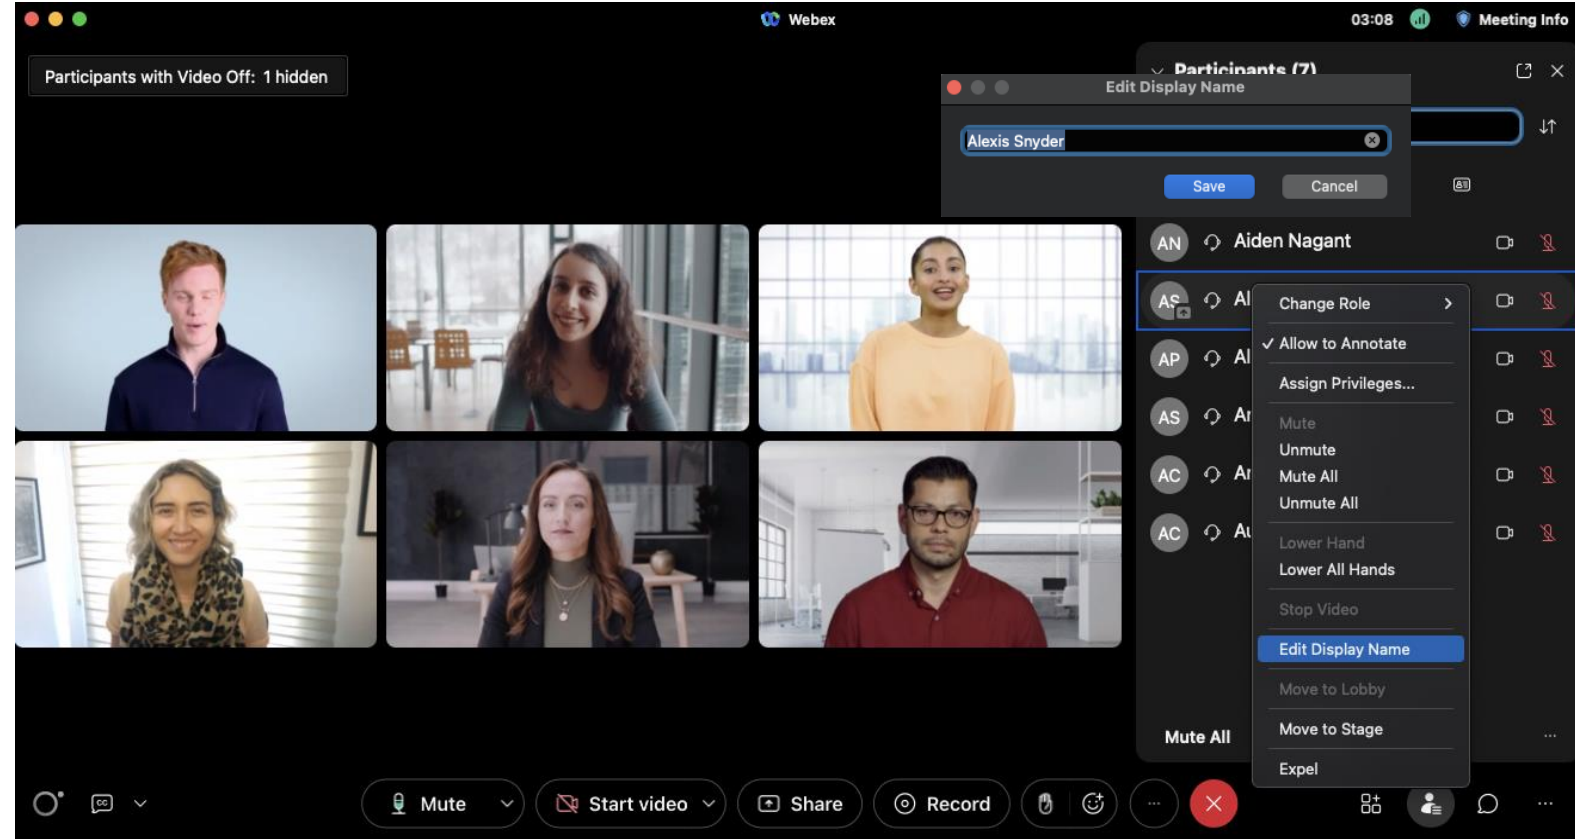 Webex
03:08
Meeting Info
Participants with Video Off: 1 hidden
Participants (7)
Edit Display Name
Alexis Snyder
Save
Cancel
AN Aiden Nagant
AS Al
AP Al
AS
AC
AC
Change Role
Allow to Annotate
Assign Privileges...
Mute
Unmute
Mute All
Unmute All
Lower Hand
Lower All Hands
Stop Video
Edit Display Name
Move to Lobby
Move to Stage
Expel
Mute All
CC
Mute
Start video
Share
Record